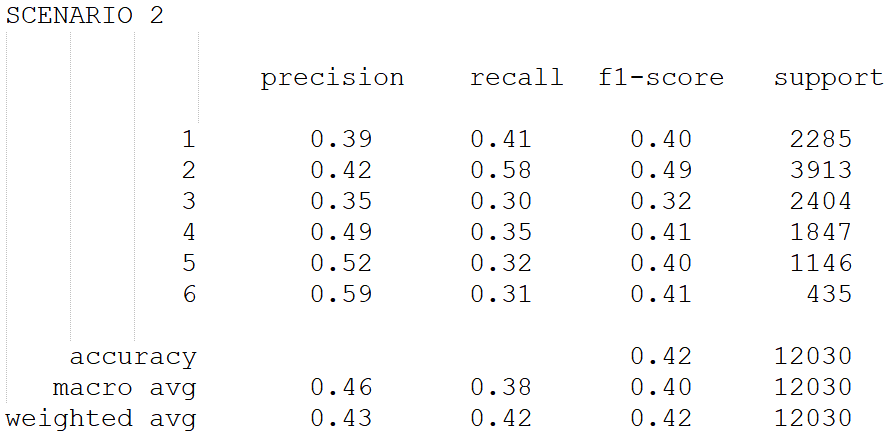 SCENARIO 2
precision recall f1-score support
1 0.39 0.41 0.40 2285
2 0.42 0.58 0.49 3913
3 0.35 0.30 0.32 2404
4 0.49 0.35 0.41 1847
5 0.52 0.32 0.40 1146
6 0.59 0.31 0.41 435
accuracy 0.42 12030
macro avg 0.46 0.38 0.40 12030
weighted avg 0.43 0.42 0.42 12030